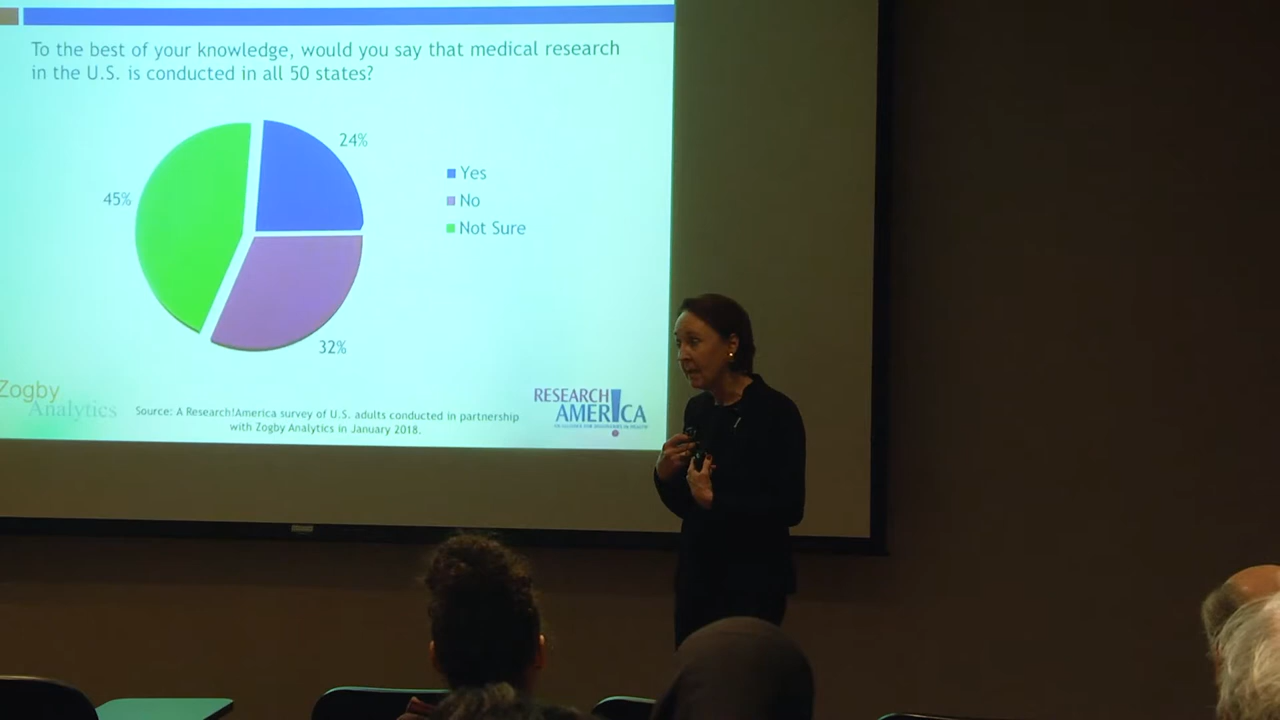 To the best of your knowledge, would you say that medical research
in the U.S. is conducted in all 50 states?
24%
45%
32%
Yes
No
Not Sure
Zogby
Analytics
Source: A Research!America survey of U.S. adults conducted in partnership
with Zogby Analytics in January 2018.
RESEARCH
AMER!CA